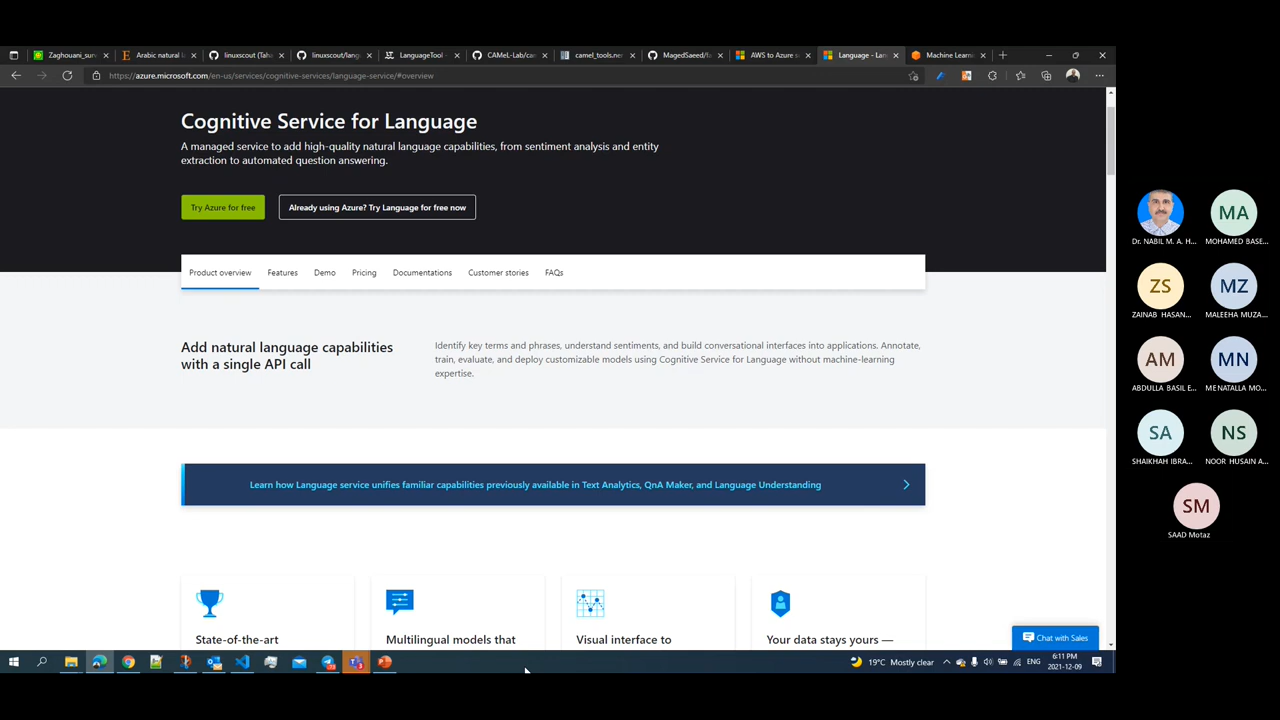 Zaghouani_surv
Arabic natural l
linuxscout (Taha
linuxscout/lang
LanguageTool -
CAMeL-Lab/cam
camel_tools.ner
MagedSaeed/fa
AWS to Azure s
Language - Lan
Machine Learni
https://azure.microsoft.com/en-us/services/cognitive-services/language-service/#overview
Cognitive Service for Language
A managed service to add high-quality natural language capabilities, from sentiment analysis and entity
extraction to automated question answering.
Try Azure for free
Already using Azure? Try Language for free now
Product overview
Features
Demo
Pricing
Documentations
Customer stories
FAQs
Add natural language capabilities
with a single API call
Identify key terms and phrases, understand sentiments, and build conversational interfaces into applications. Annotate,
train, evaluate, and deploy customizable models using Cognitive Service for Language without machine-learning
expertise.
Learn how Language service unifies familiar capabilities previously available in Text Analytics, QnA Maker, and Language Understanding
State-of-the-art
Multilingual models that
Visual interface to
Your data stays yours —
Chat with Sales
19°C Mostly clear
ENG
6:11 PM
2021-12-09
Dr. NABIL M. A. H...
MA
MOHAMED BASE...
ZS
ZAINAB HASAN...
MZ
MALEEHA MUZA...
AM
ABDULLA BASIL E...
MN
MENATALLA MO...
SA
SHAIKHAH IBRA...
NS
NOOR HUSAIN A...
SM
SAAD Motaz